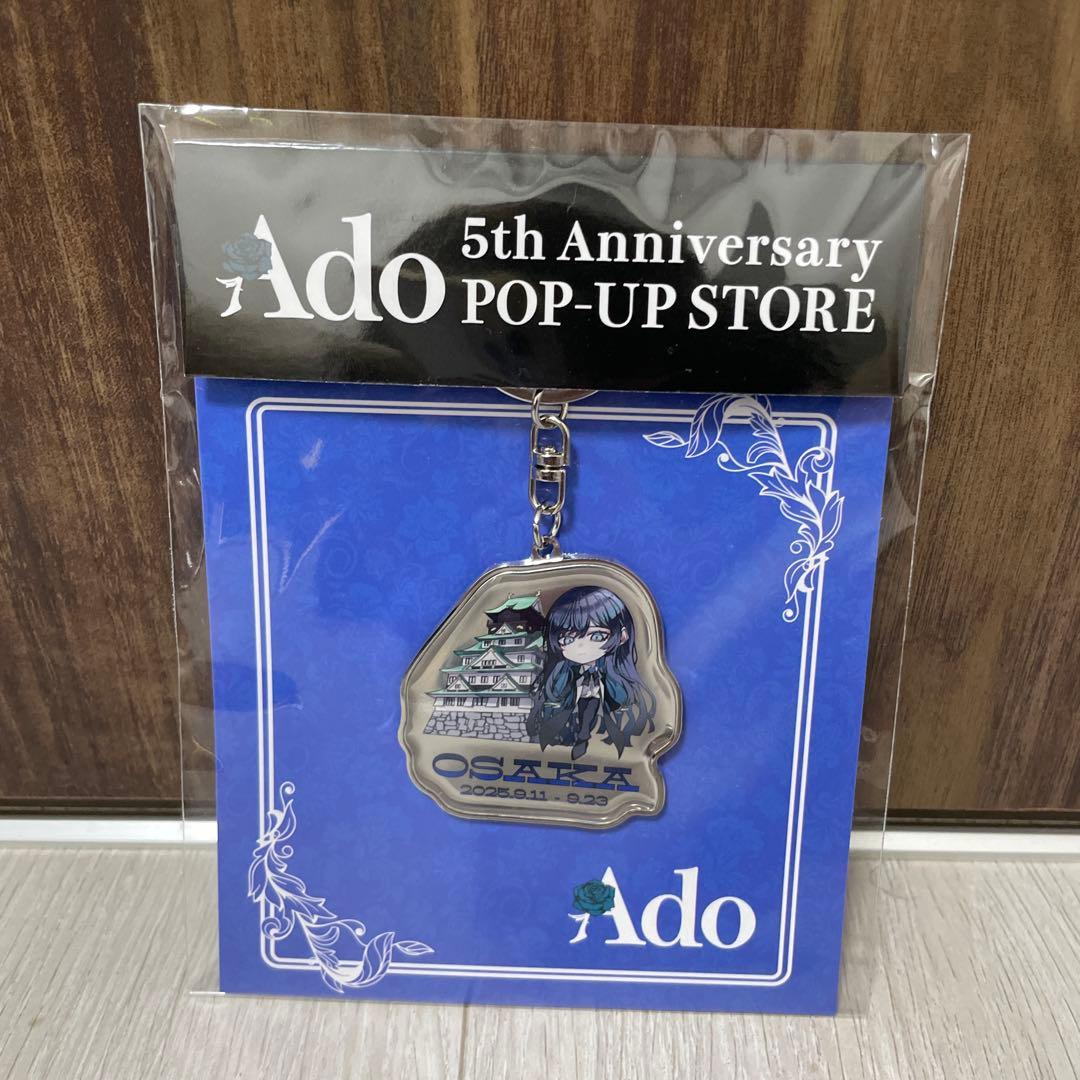 Ado
5th Anniversary
POP-UP STORE
OSAKA
2025.9.11 - 9.23
Ado